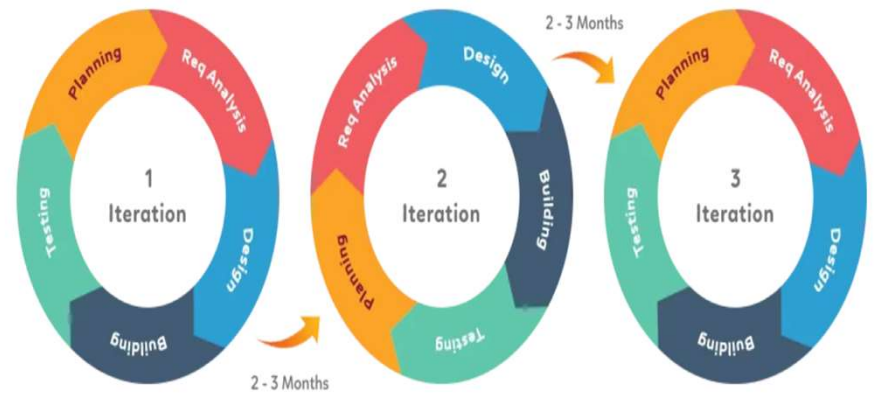 Planning
Req Analysis
Design
Building
Testing
1
Iteration
2 - 3 Months
Planning
Req Analysis
Design
Building
Testing
2
Iteration
2 - 3 Months
Planning
Req Analysis
Design
Building
Testing
3
Iteration